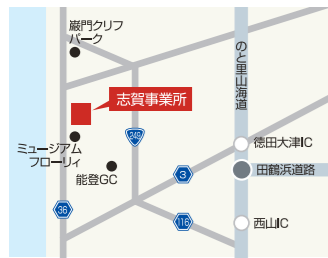 巌門クリフ
パーク
志賀事業所
のと里山海道
249
ミュージアム
フローリィ
能登GC
徳田大津IC
3
田鶴浜道路
36
116
西山IC